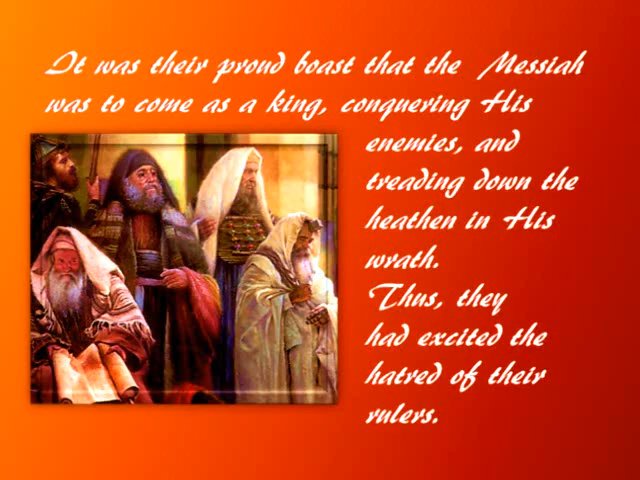 It was their proud boast that the Messiah
was to come as a king, conquering His
enemies, and
treading down the
heathen in His
wrath.
Thus, they
had excited the
hatred of their
rulers.